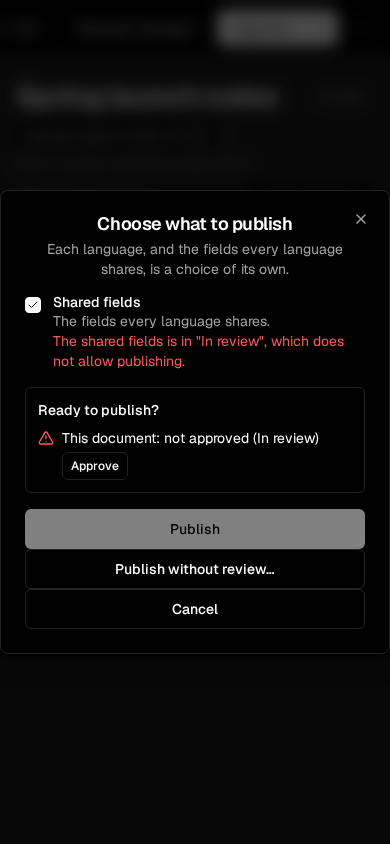 Choose what to publish
Each language, and the fields every language
shares, is a choice of its own.
Shared fields
The fields every language shares.
The shared fields is in "In review", which does
not allow publishing.
Ready to publish?
This document: not approved (In review)
Approve
Publish
Publish without review...
Cancel